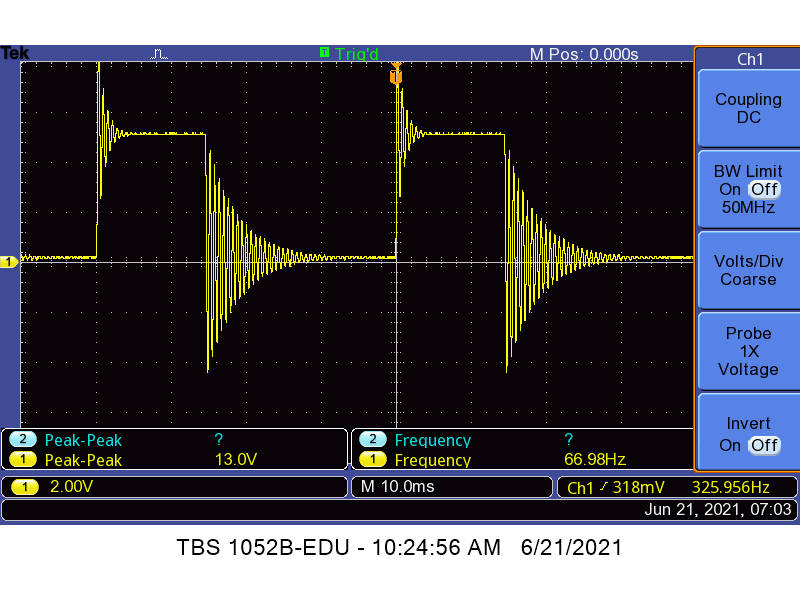 Tek T Trig'd M Pos: 0.000s
T
1
Ch1
Coupling
DC
BW Limit
On Off
50MHz
Volts/Div
Coarse
Probe
1X
Voltage
Invert
On Off
2 Peak-Peak ? 2 Frequency ?
1 Peak-Peak 13.0V 1 Frequency 66.98Hz
1 2.00V M 10.0ms Ch1 318mV 325.956Hz
Jun 21, 2021, 07:03
TBS 1052B-EDU - 10:24:56 AM 6/21/2021